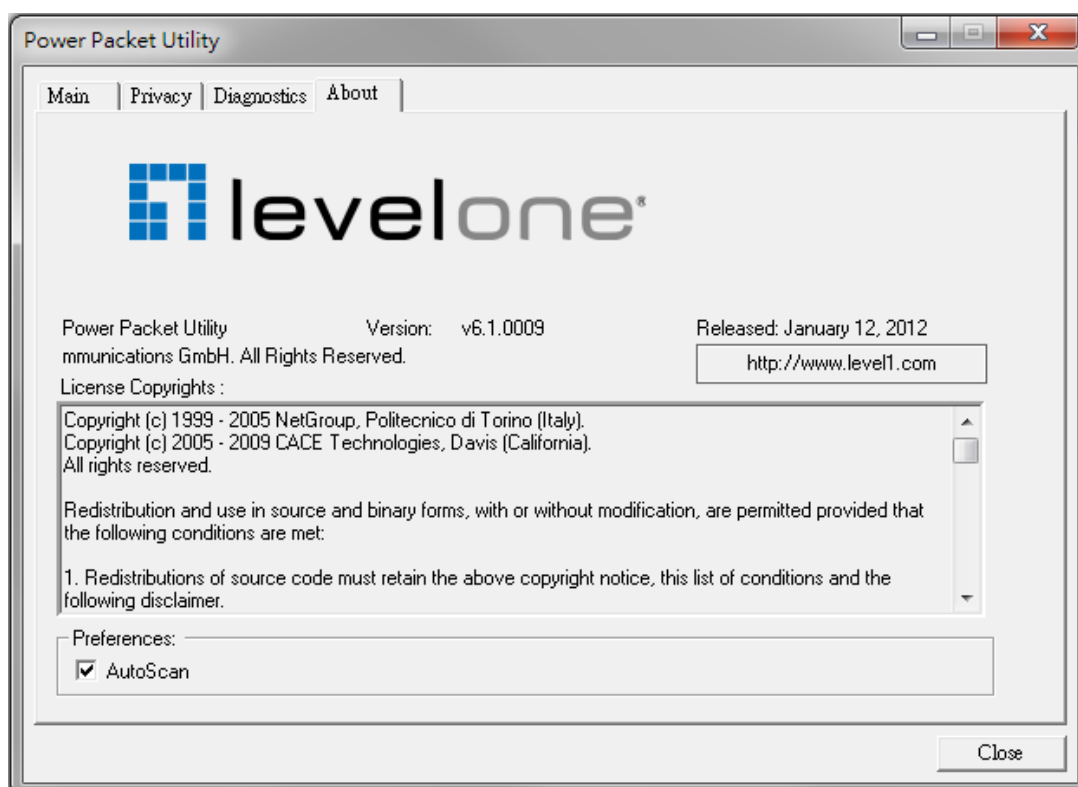 Power Packet Utility
Main Privacy Diagnostics About
levelone®
Power Packet Utility Version: v6.1.0009 Released: January 12, 2012
mmunications GmbH. All Rights Reserved.
http://www.level1.com
License Copyrights :
Copyright (c) 1999 - 2005 NetGroup, Politecnico di Torino (Italy).
Copyright (c) 2005 - 2009 CACE Technologies, Davis (California).
All rights reserved.
Redistribution and use in source and binary forms, with or without modification, are permitted provided that
the following conditions are met:
1. Redistributions of source code must retain the above copyright notice, this list of conditions and the
following disclaimer.
Preferences:
AutoScan
Close